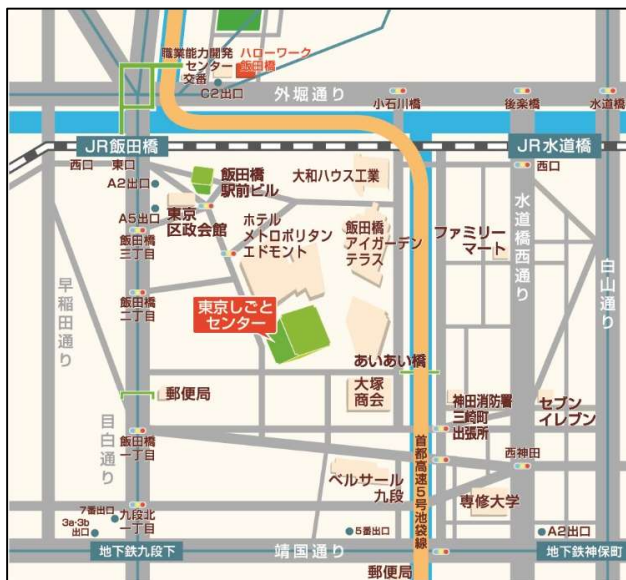 職業能力開発
センター
ハローワーク
飯田橋
交番
C2出口
外堀通り
小石川橋
後楽橋
水道橋
JR飯田橋
JR水道橋
西口
東口
西口
A2出口
飯田橋
駅前ビル
大和ハウス工業
A5出口
東京
区政会館
ホテル
メトロポリタン
エドモント
飯田橋
アイガーデン
テラス
ファミリー
マート
水道橋西通り
白山通り
飯田橋
三丁目
早稲田通り
飯田橋
二丁目
東京しごと
センター
あいあい橋
郵便局
大塚
商会
神田消防署
三崎町
出張所
セブン
イレブン
目白通り
飯田橋
一丁目
首都高速5号池袋線
西神田
ベルサール
九段
専修大学
7番出口
3a・3b
出口
九段北
一丁目
5番出口
A2出口
地下鉄九段下
靖国通り
地下鉄神保町
郵便局